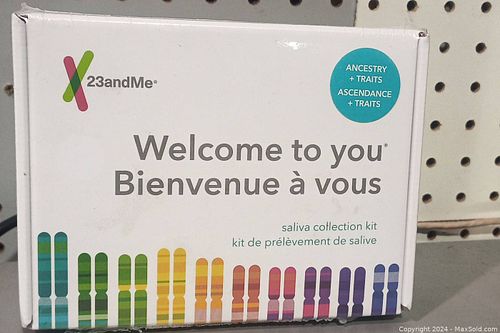 23andMe®
ANCESTRY
+ TRAITS
ASCENDANCE
+ TRAITS
Welcome to you®
Bienvenue à vous
saliva collection kit
kit de prélèvement de salive
Copyright 2024 - MaxSold.com